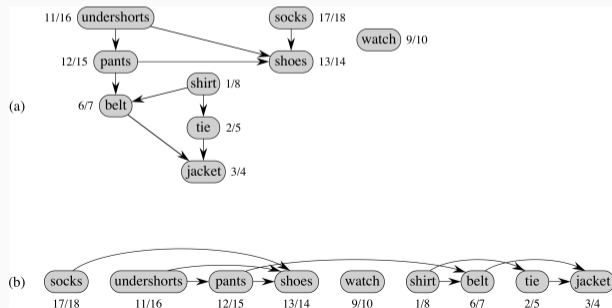 11/16 undershorts socks 17/18
watch 9/10
12/15 pants shoes 13/14
shirt 1/8
(a) 6/7 belt
tie 2/5
jacket 3/4
(b) socks undershorts pants shoes watch shirt belt tie jacket
17/18 11/16 12/15 13/14 9/10 1/8 6/7 2/5 3/4